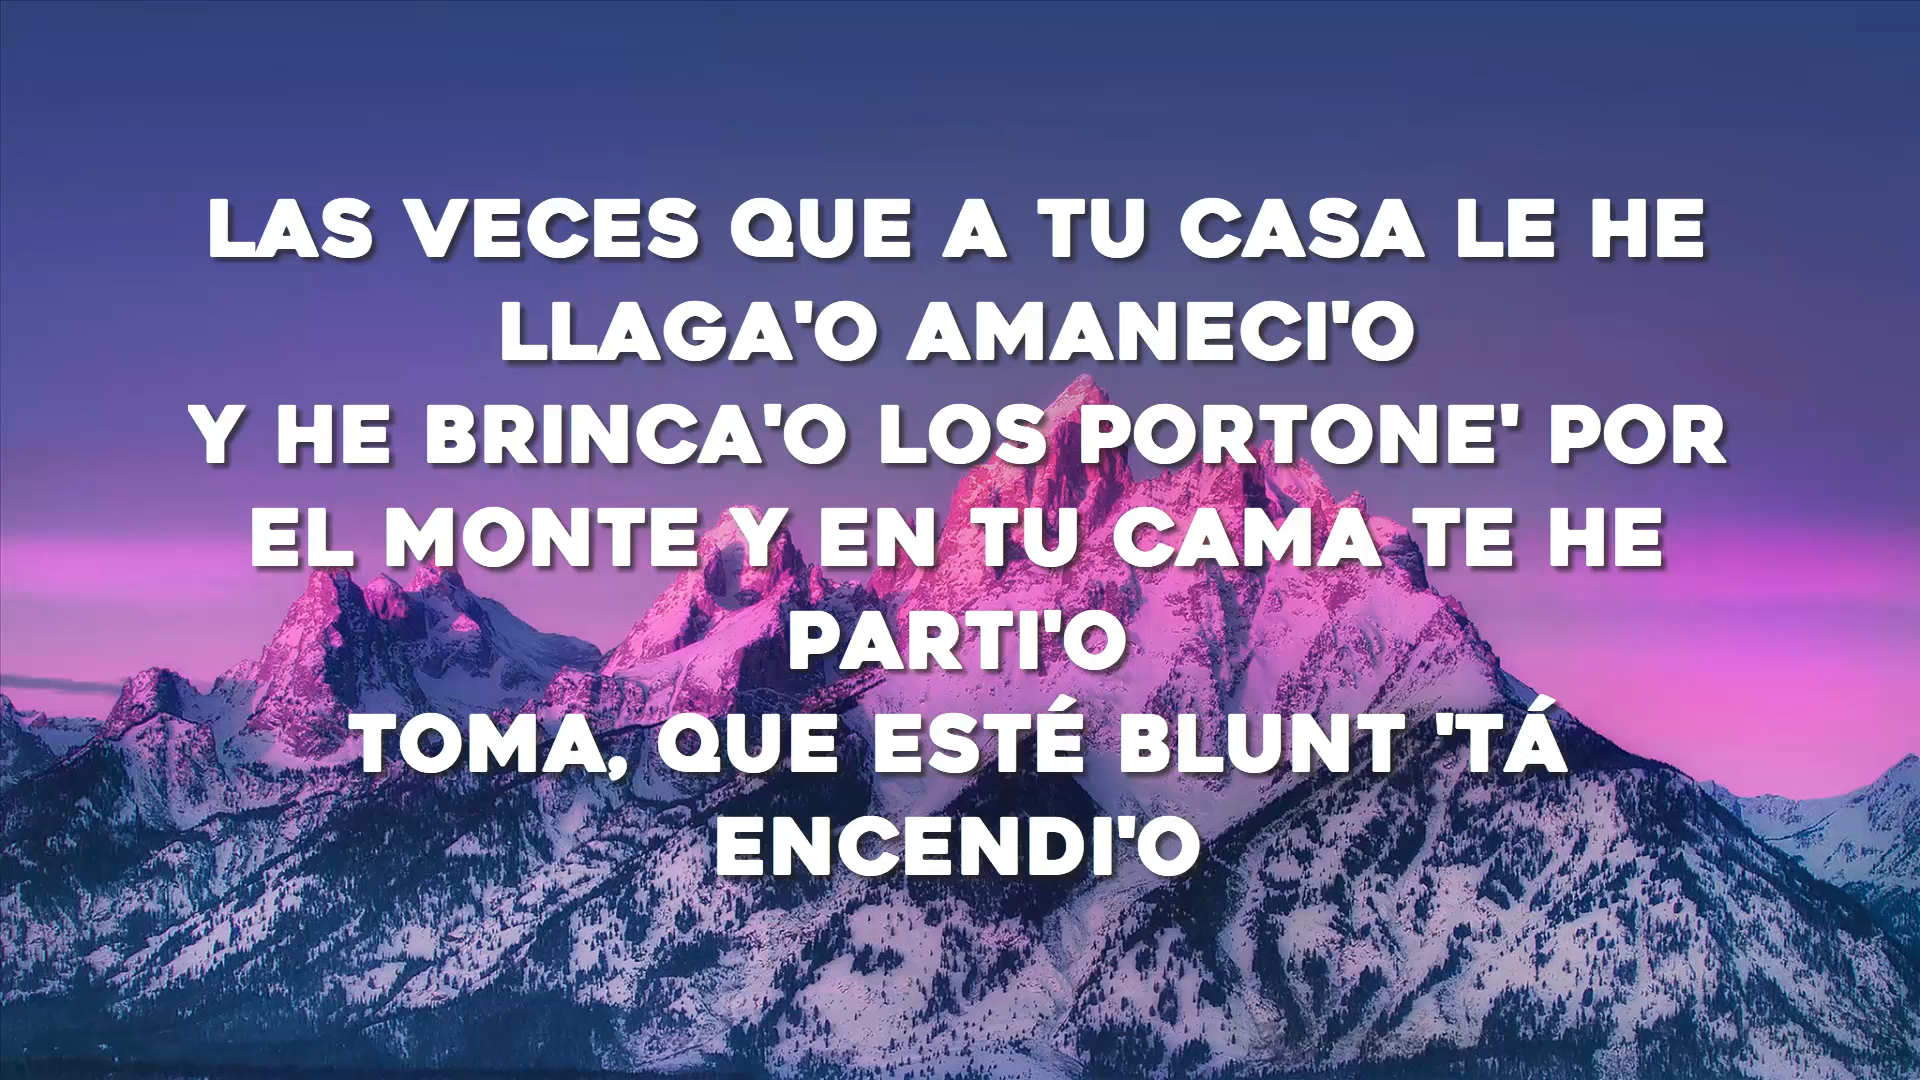 LAS VECES QUE A TU CASA LE HE
LLAGA'O AMANECI'O
Y HE BRINCA'O LOS PORTONE' POR
EL MONTE Y EN TU CAMA TE HE
PARTI'O
TOMA, QUE ESTÉ BLUNT 'TÁ
ENCENDI'O